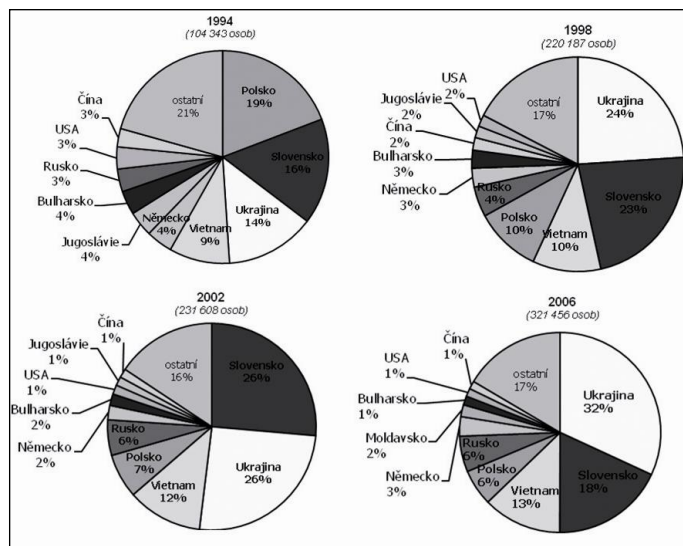 1994
(104 343 osob)
ostatní
21%
Polsko
19%
Slovensko
16%
Ukrajina
14%
Vietnam
9%
Německo
4%
Jugoslávie
4%
Bulharsko
4%
Rusko
3%
USA
3%
Čína
3%
1998
(220 187 osob)
ostatní
17%
Ukrajina
24%
Slovensko
23%
Vietnam
10%
Polsko
10%
Rusko
4%
Německo
3%
Bulharsko
3%
Čína
2%
Jugoslávie
2%
USA
2%
2002
(231 608 osob)
ostatní
16%
Slovensko
26%
Ukrajina
26%
Vietnam
12%
Polsko
7%
Rusko
6%
Německo
2%
Bulharsko
2%
USA
1%
Jugoslávie
1%
Čína
1%
2006
(321 456 osob)
ostatní
17%
Ukrajina
32%
Slovensko
18%
Vietnam
13%
Polsko
6%
Rusko
6%
Německo
3%
Moldavsko
2%
Bulharsko
1%
USA
1%
Čína
1%